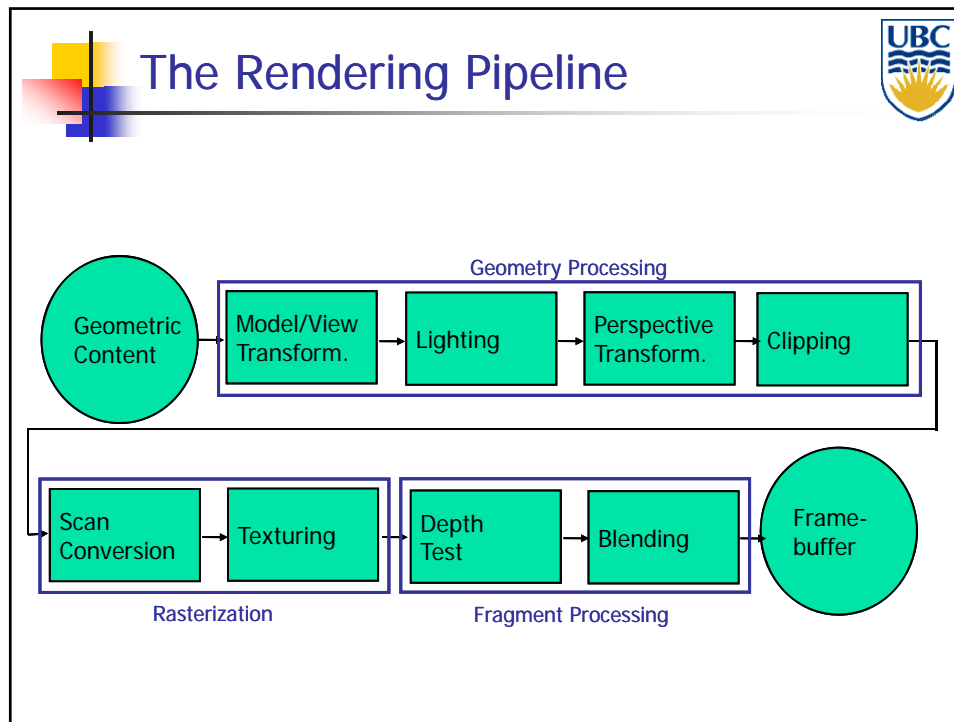 The Rendering Pipeline
UBC
Geometry Processing
Geometric
Content
Model/View
Transform.
Lighting
Perspective
Transform.
Clipping
Scan
Conversion
Texturing
Depth
Test
Blending
Frame-
buffer
Rasterization
Fragment Processing